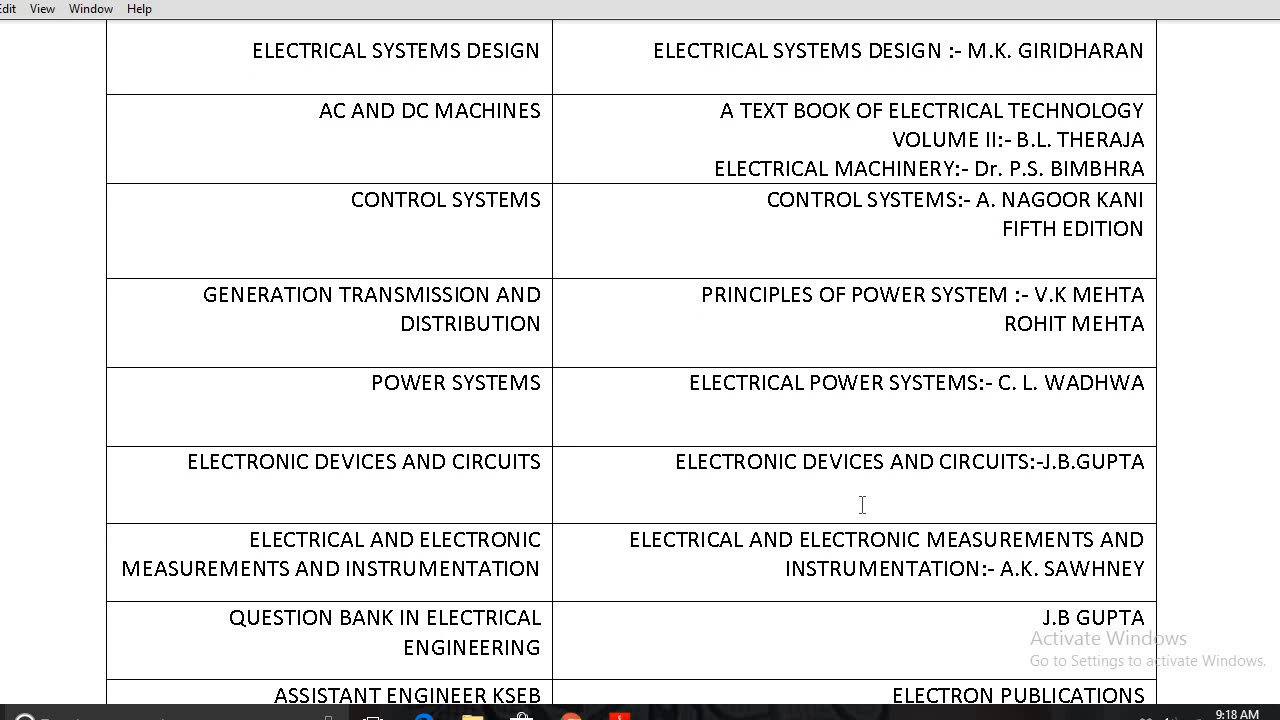 Edit View Window Help
ELECTRICAL SYSTEMS DESIGN
ELECTRICAL SYSTEMS DESIGN :- M.K. GIRIDHARAN
AC AND DC MACHINES
A TEXT BOOK OF ELECTRICAL TECHNOLOGY
VOLUME II:- B.L. THERAJA
ELECTRICAL MACHINERY:- Dr. P.S. BIMBHRA
CONTROL SYSTEMS
CONTROL SYSTEMS:- A. NAGOOR KANI
FIFTH EDITION
GENERATION TRANSMISSION AND
DISTRIBUTION
PRINCIPLES OF POWER SYSTEM :- V.K MEHTA
ROHIT MEHTA
POWER SYSTEMS
ELECTRICAL POWER SYSTEMS:- C. L. WADHWA
ELECTRONIC DEVICES AND CIRCUITS
ELECTRONIC DEVICES AND CIRCUITS:-J.B.GUPTA
ELECTRICAL AND ELECTRONIC
MEASUREMENTS AND INSTRUMENTATION
ELECTRICAL AND ELECTRONIC MEASUREMENTS AND
INSTRUMENTATION:- A.K. SAWHNEY
QUESTION BANK IN ELECTRICAL
ENGINEERING
J.B GUPTA
Activate Windows
Go to Settings to activate Windows.
ASSISTANT ENGINEER KSEB
ELECTRON PUBLICATIONS
9:18 AM